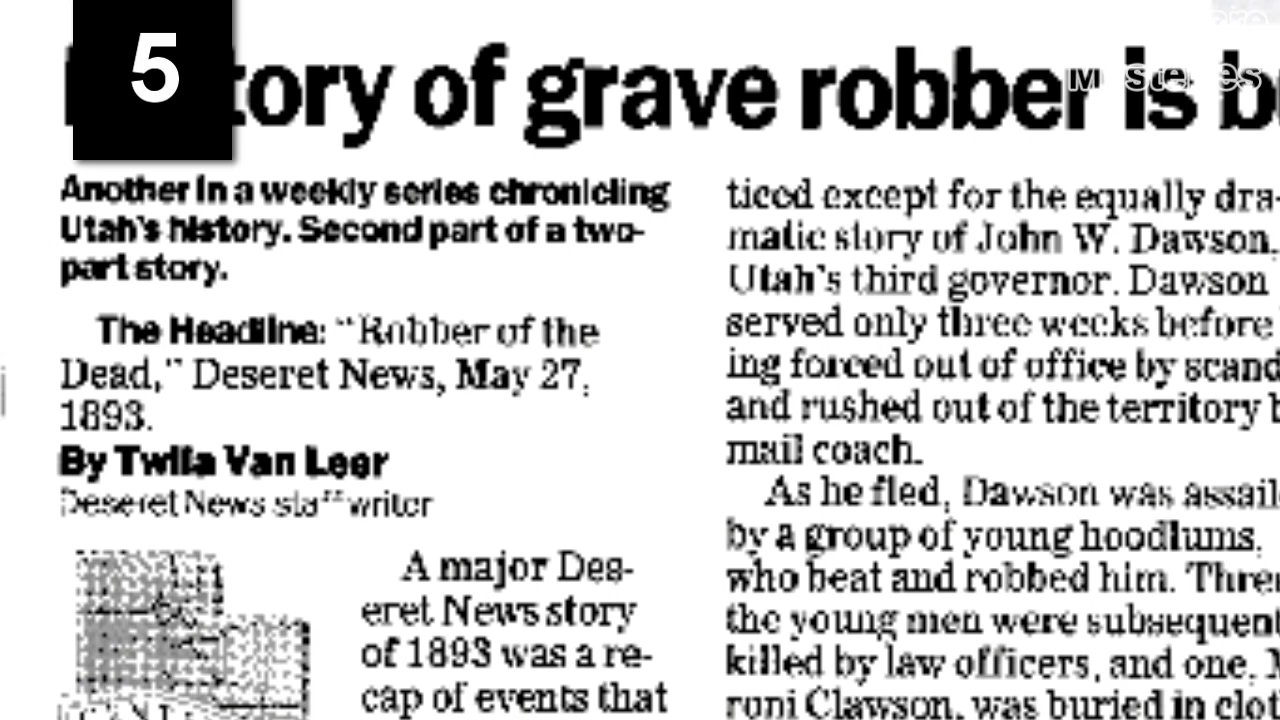 5
tory of grave robber is
Mysteries
Another in a weekly series chronicling
Utah's history. Second part of a two-
part story.
The Headline: "Robber of the
Dead," Deseret News, May 27,
1893.
By Twila Van Leer
Deseret News staff writer
A major Des-
eret News story
of 1893 was a re-
cap of events that
ticed except for the equally dra-
matic story of John W. Dawson,
Utah's third governor. Dawson
served only three weeks before
ing forced out of office by scand
and rushed out of the territory b
mail coach.
As he fled, Dawson was assail
by a group of young hoodlums,
who beat and robbed him. Three
the young men were subsequent
killed by law officers, and one, M
roni Clawson, was buried in clot